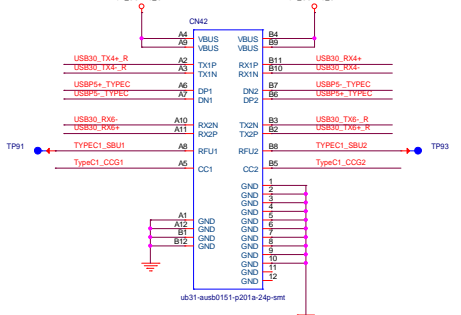 CN42
A4 VBUS VBUS B4
A9 VBUS VBUS B9
USB30_TX4+_R A2 TX1P RX1P B11 USB30_RX4+
USB30_TX4-_R A3 TX1N RX1N B10 USB30_RX4-
USBP5+_TYPEC A6 DP1 DN2 B7 USBP5-_TYPEC
USBP5-_TYPEC A7 DN1 DP2 B6 USBP5+_TYPEC
USB30_RX6- A10 RX2N TX2N B3 USB30_TX6-_R
USB30_RX6+ A11 RX2P TX2P B2 USB30_TX6+_R
TP91 TYPEC1_SBU1 A8 RFU1 RFU2 B8 TYPEC1_SBU2 TP93
TypeC1_CCG1 A5 CC1 CC2 B5 TypeC1_CCG2
GND 1
GND 2
GND 3
GND 4
A1 GND GND 5
A12 GND GND 6
B1 GND GND 7
B12 GND GND 8
GND 9
GND 10
GND 11
GND 12
ub31-ausb0151-p201a-24p-smt